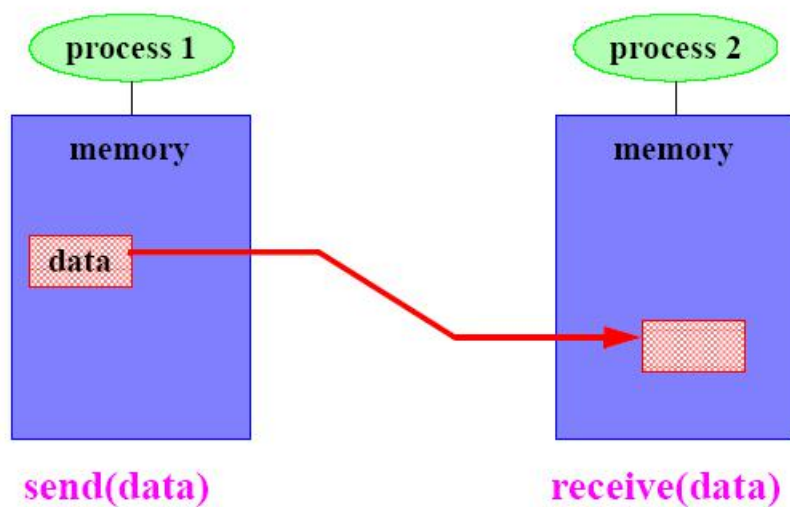 process 1
process 2
memory
memory
data
send(data)
receive(data)